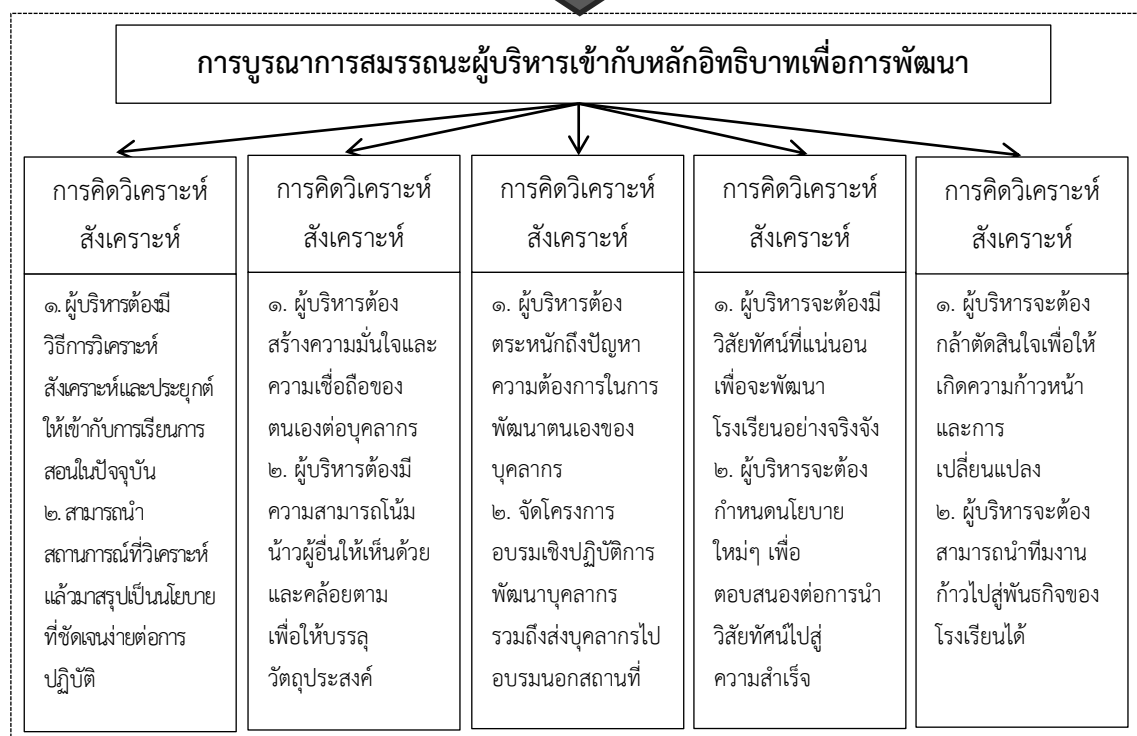 การบูรณาการสมรรถนะผู้บริหารเข้ากับหลักอิทธิบาทเพื่อการพัฒนา
การคิดวิเคราะห์
สังเคราะห์
๑. ผู้บริหารต้องมี
วิธีการวิเคราะห์
สังเคราะห์และประยุกต์
ให้เข้ากับการเรียนการ
สอนในปัจจุบัน
๒. สามารถนำ
สถานการณ์ที่วิเคราะห์
แล้วมาสรุปเป็นนโยบาย
ที่ชัดเจนง่ายต่อการ
ปฏิบัติ
การคิดวิเคราะห์
สังเคราะห์
๑. ผู้บริหารต้อง
สร้างความมั่นใจและ
ความเชื่อถือของ
ตนเองต่อบุคลากร
๒. ผู้บริหารต้องมี
ความสามารถโน้ม
น้าวผู้อื่นให้เห็นด้วย
และคล้อยตาม
เพื่อให้บรรลุ
วัตถุประสงค์
การคิดวิเคราะห์
สังเคราะห์
๑. ผู้บริหารต้อง
ตระหนักถึงปัญหา
ความต้องการในการ
พัฒนาตนเองของ
บุคลากร
๒. จัดโครงการ
อบรมเชิงปฏิบัติการ
พัฒนาบุคลากร
รวมถึงส่งบุคลากรไป
อบรมนอกสถานที่
การคิดวิเคราะห์
สังเคราะห์
๑. ผู้บริหารจะต้องมี
วิสัยทัศน์ที่แน่นอน
เพื่อจะพัฒนา
โรงเรียนอย่างจริงจัง
๒. ผู้บริหารจะต้อง
กำหนดนโยบาย
ใหม่ๆ เพื่อ
ตอบสนองต่อการนำ
วิสัยทัศน์ไปสู่
ความสำเร็จ
การคิดวิเคราะห์
สังเคราะห์
๑. ผู้บริหารจะต้อง
กล้าตัดสินใจเพื่อให้
เกิดความก้าวหน้า
และการ
เปลี่ยนแปลง
๒. ผู้บริหารจะต้อง
สามารถนำทีมงาน
ก้าวไปสู่พันธกิจของ
โรงเรียนได้